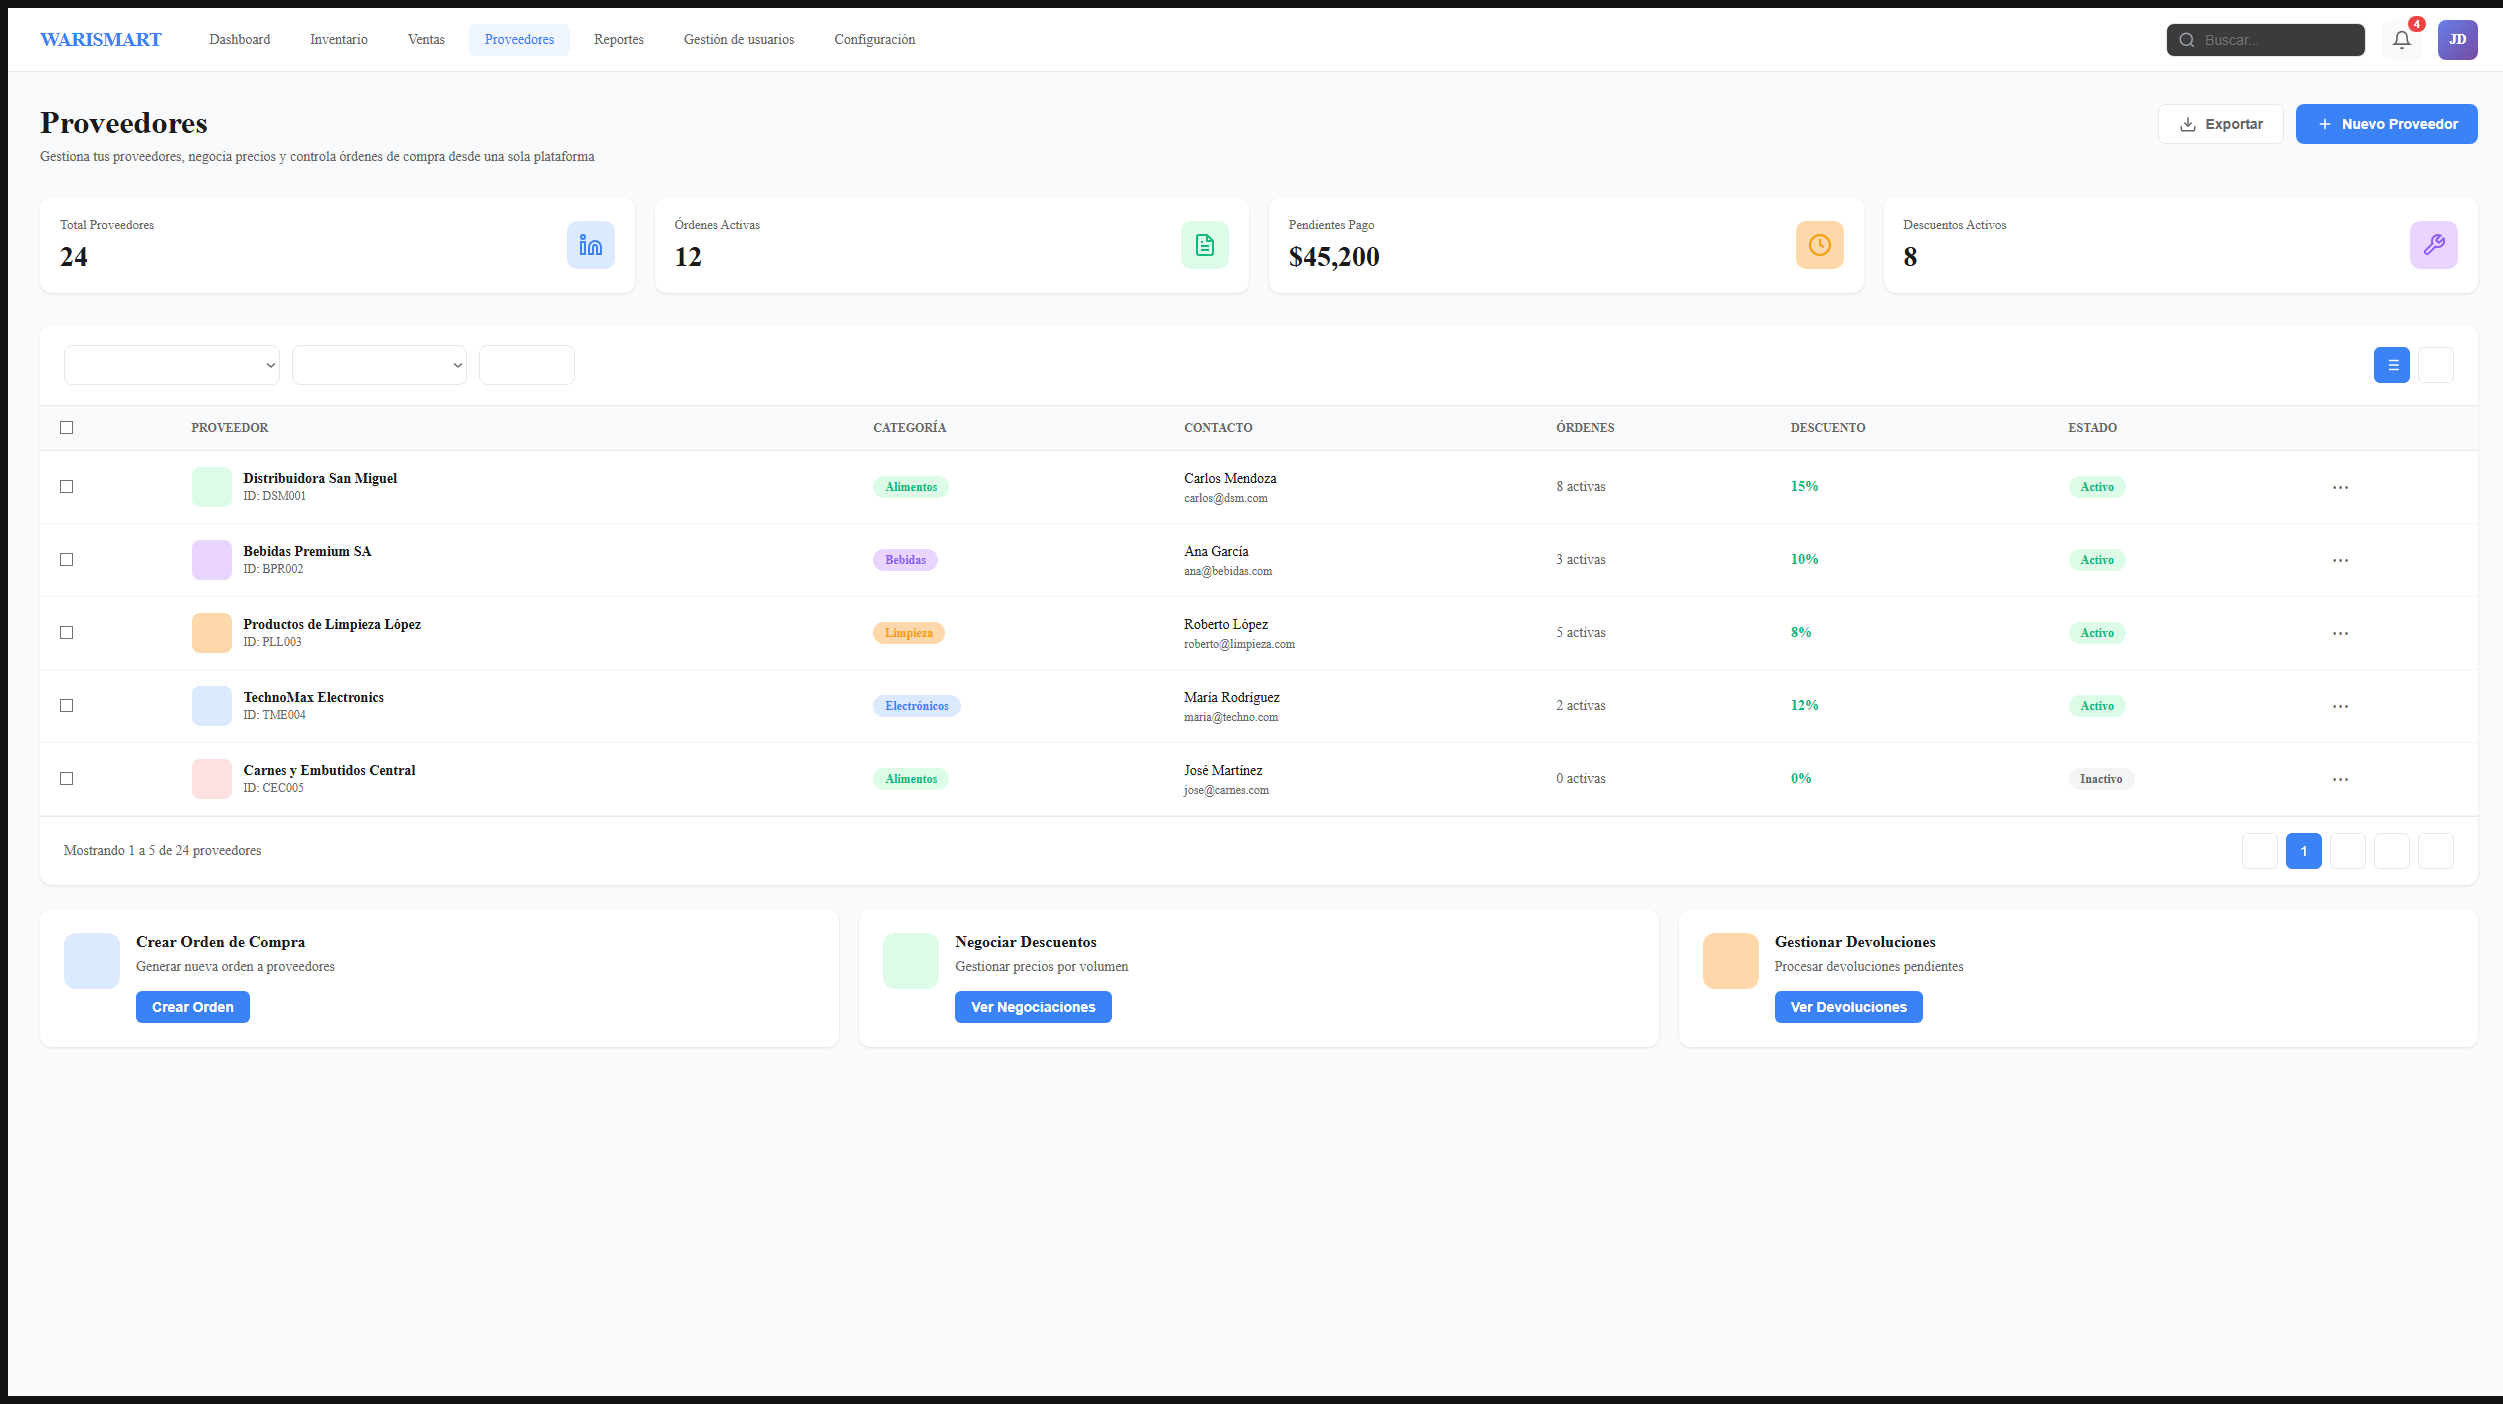 WARISMART Dashboard Inventario Ventas Proveedores Reportes Gestión de usuarios Configuración Buscar... 4 JD
Proveedores
Gestiona tus proveedores, negocia precios y controla órdenes de compra desde una sola plataforma
Exportar
Nuevo Proveedor
Total Proveedores
24
Órdenes Activas
12
Pendientes Pago
$45,200
Descuentos Activos
8
PROVEEDOR CATEGORÍA CONTACTO ÓRDENES DESCUENTO ESTADO
Distribuidora San Miguel
ID: DSM001
Alimentos
Carlos Mendoza
carlos@dsm.com
8 activas
15%
Activo
...
Bebidas Premium SA
ID: BPR002
Bebidas
Ana García
ana@bebidas.com
3 activas
10%
Activo
...
Productos de Limpieza López
ID: PLL003
Limpieza
Roberto López
roberto@limpieza.com
5 activas
8%
Activo
...
TechnoMax Electronics
ID: TME004
Electrónicos
María Rodríguez
maria@techno.com
2 activas
12%
Activo
...
Carnes y Embutidos Central
ID: CEC005
Alimentos
José Martínez
jose@carnes.com
0 activas
0%
Inactivo
...
Mostrando 1 a 5 de 24 proveedores
1
Crear Orden de Compra
Generar nueva orden a proveedores
Crear Orden
Negociar Descuentos
Gestionar precios por volumen
Ver Negociaciones
Gestionar Devoluciones
Procesar devoluciones pendientes
Ver Devoluciones